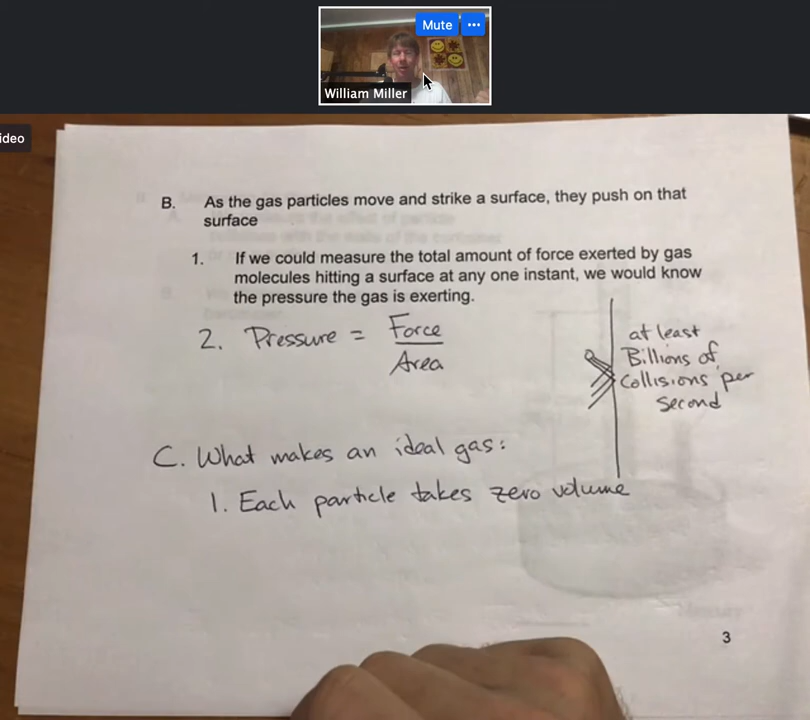 Mute
William Miller
ideo
B. As the gas particles move and strike a surface, they push on that
surface
1. If we could measure the total amount of force exerted by gas
molecules hitting a surface at any one instant, we would know
the pressure the gas is exerting.
2. Pressure = Force
Area
at least
Billions of
Collisions per
second
C. What makes an ideal gas:
1. Each particle takes zero volume
3